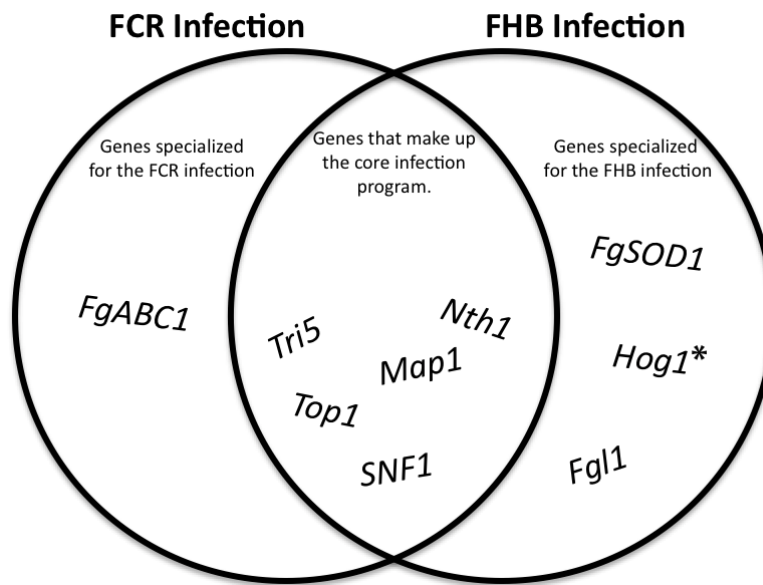 FCR Infection
FHB Infection
Genes specialized
for the FCR infection
Genes that make up
the core infection
program.
Genes specialized
for the FHB infection
FgABC1
Tri5
Nth1
Map1
Top1
SNF1
FgSOD1
Hog1*
Fgl1